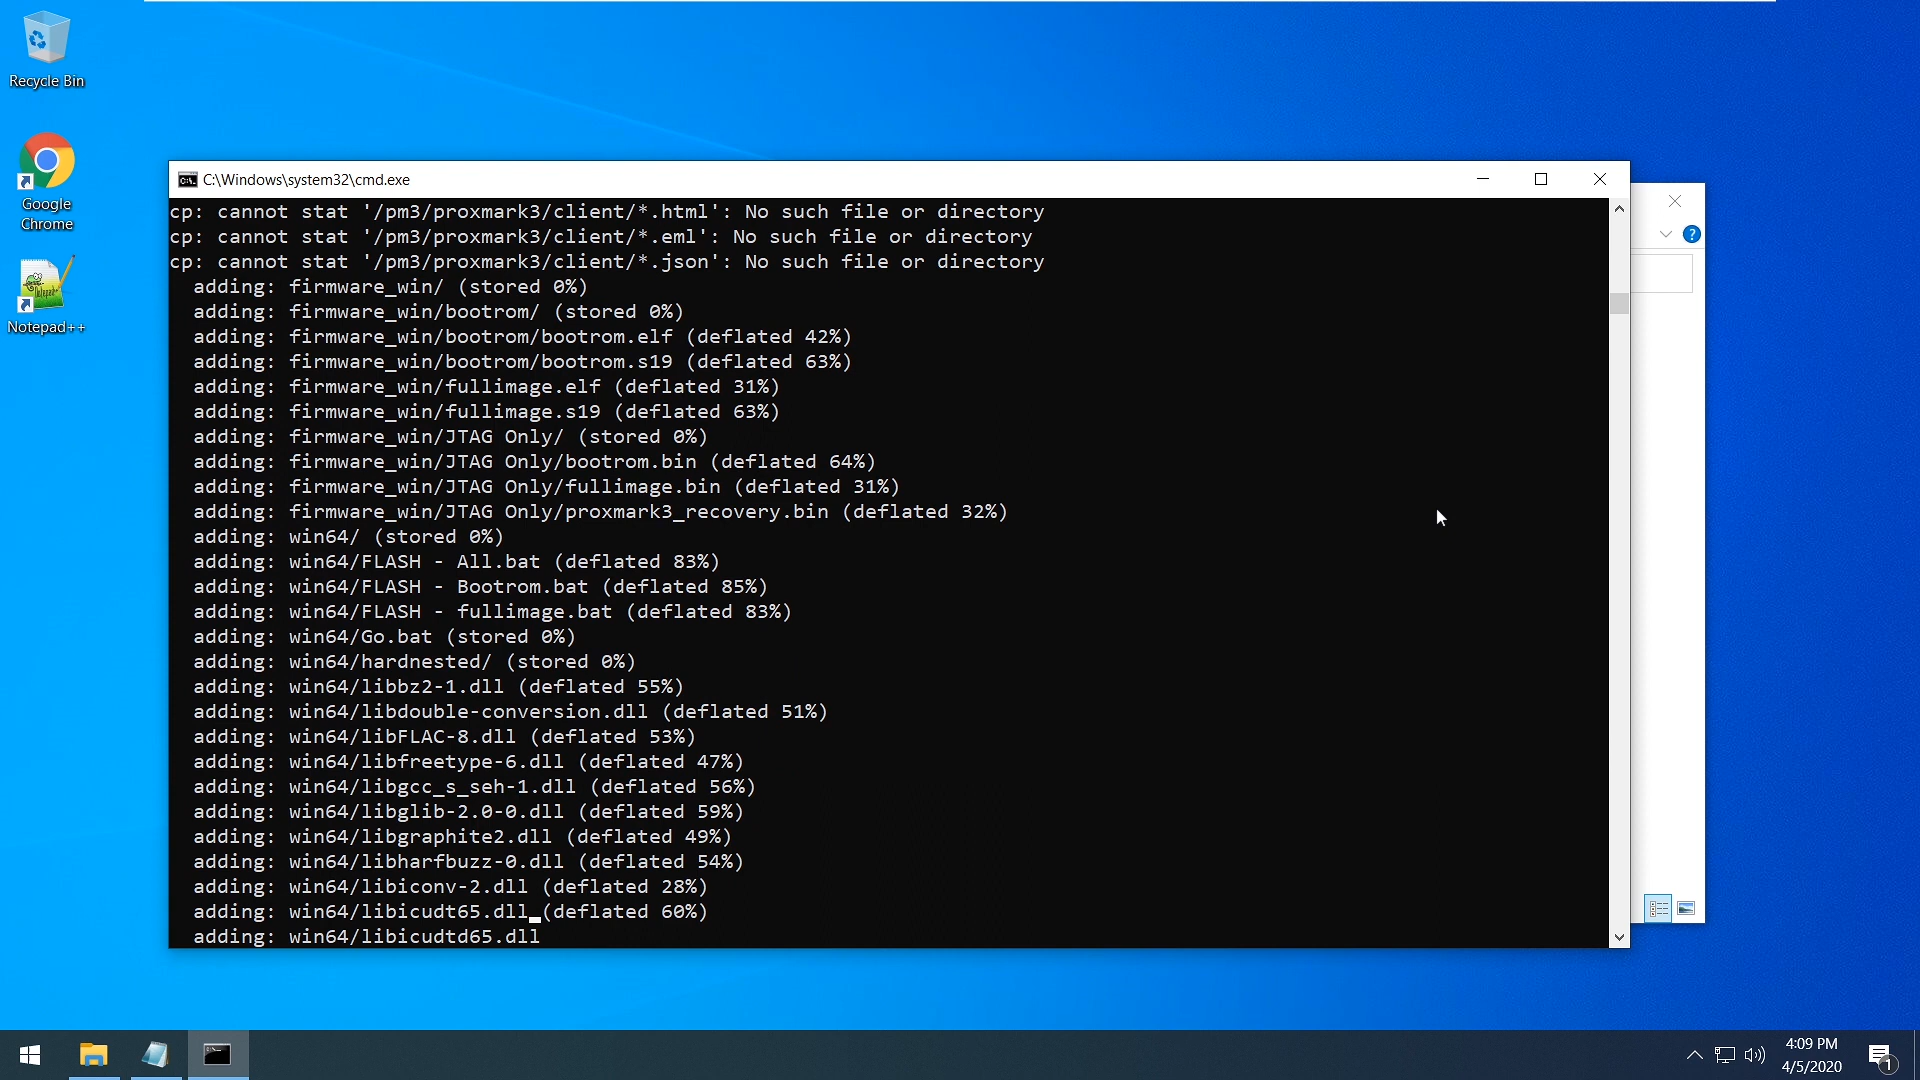 Recycle Bin
Google
Chrome
Notepad++
C:\Windows\system32\cmd.exe
cp: cannot stat '/pm3/proxmark3/client/*.html': No such file or directory
cp: cannot stat '/pm3/proxmark3/client/*.eml': No such file or directory
cp: cannot stat '/pm3/proxmark3/client/*.json': No such file or directory
adding: firmware_win/ (stored 0%)
adding: firmware_win/bootrom/ (stored 0%)
adding: firmware_win/bootrom/bootrom.elf (deflated 42%)
adding: firmware_win/bootrom/bootrom.s19 (deflated 63%)
adding: firmware_win/fullimage.elf (deflated 31%)
adding: firmware_win/fullimage.s19 (deflated 63%)
adding: firmware_win/JTAG Only/ (stored 0%)
adding: firmware_win/JTAG Only/bootrom.bin (deflated 64%)
adding: firmware_win/JTAG Only/fullimage.bin (deflated 31%)
adding: firmware_win/JTAG Only/proxmark3_recovery.bin (deflated 32%)
adding: win64/ (stored 0%)
adding: win64/FLASH - All.bat (deflated 83%)
adding: win64/FLASH - Bootrom.bat (deflated 85%)
adding: win64/FLASH - fullimage.bat (deflated 83%)
adding: win64/Go.bat (stored 0%)
adding: win64/hardnested/ (stored 0%)
adding: win64/libbz2-1.dll (deflated 55%)
adding: win64/libdouble-conversion.dll (deflated 51%)
adding: win64/libFLAC-8.dll (deflated 53%)
adding: win64/libfreetype-6.dll (deflated 47%)
adding: win64/libgcc_s_seh-1.dll (deflated 56%)
adding: win64/libglib-2.0-0.dll (deflated 59%)
adding: win64/libgraphite2.dll (deflated 49%)
adding: win64/libharfbuzz-0.dll (deflated 54%)
adding: win64/libiconv-2.dll (deflated 28%)
adding: win64/libicudt65.dll (deflated 60%)
adding: win64/libicudtd65.dll
4:09 PM
4/5/2020
1